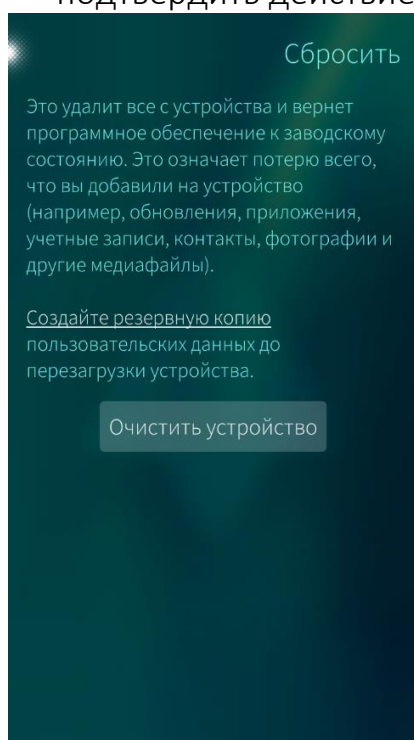 подтвердить действие
Сбросить
Это удалит все с устройства и вернет
программное обеспечение к заводскому
состоянию. Это означает потерю всего,
что вы добавили на устройство
(например, обновления, приложения,
учетные записи, контакты, фотографии и
другие медиафайлы).
Создайте резервную копию
пользовательских данных до
перезагрузки устройства.
Очистить устройство